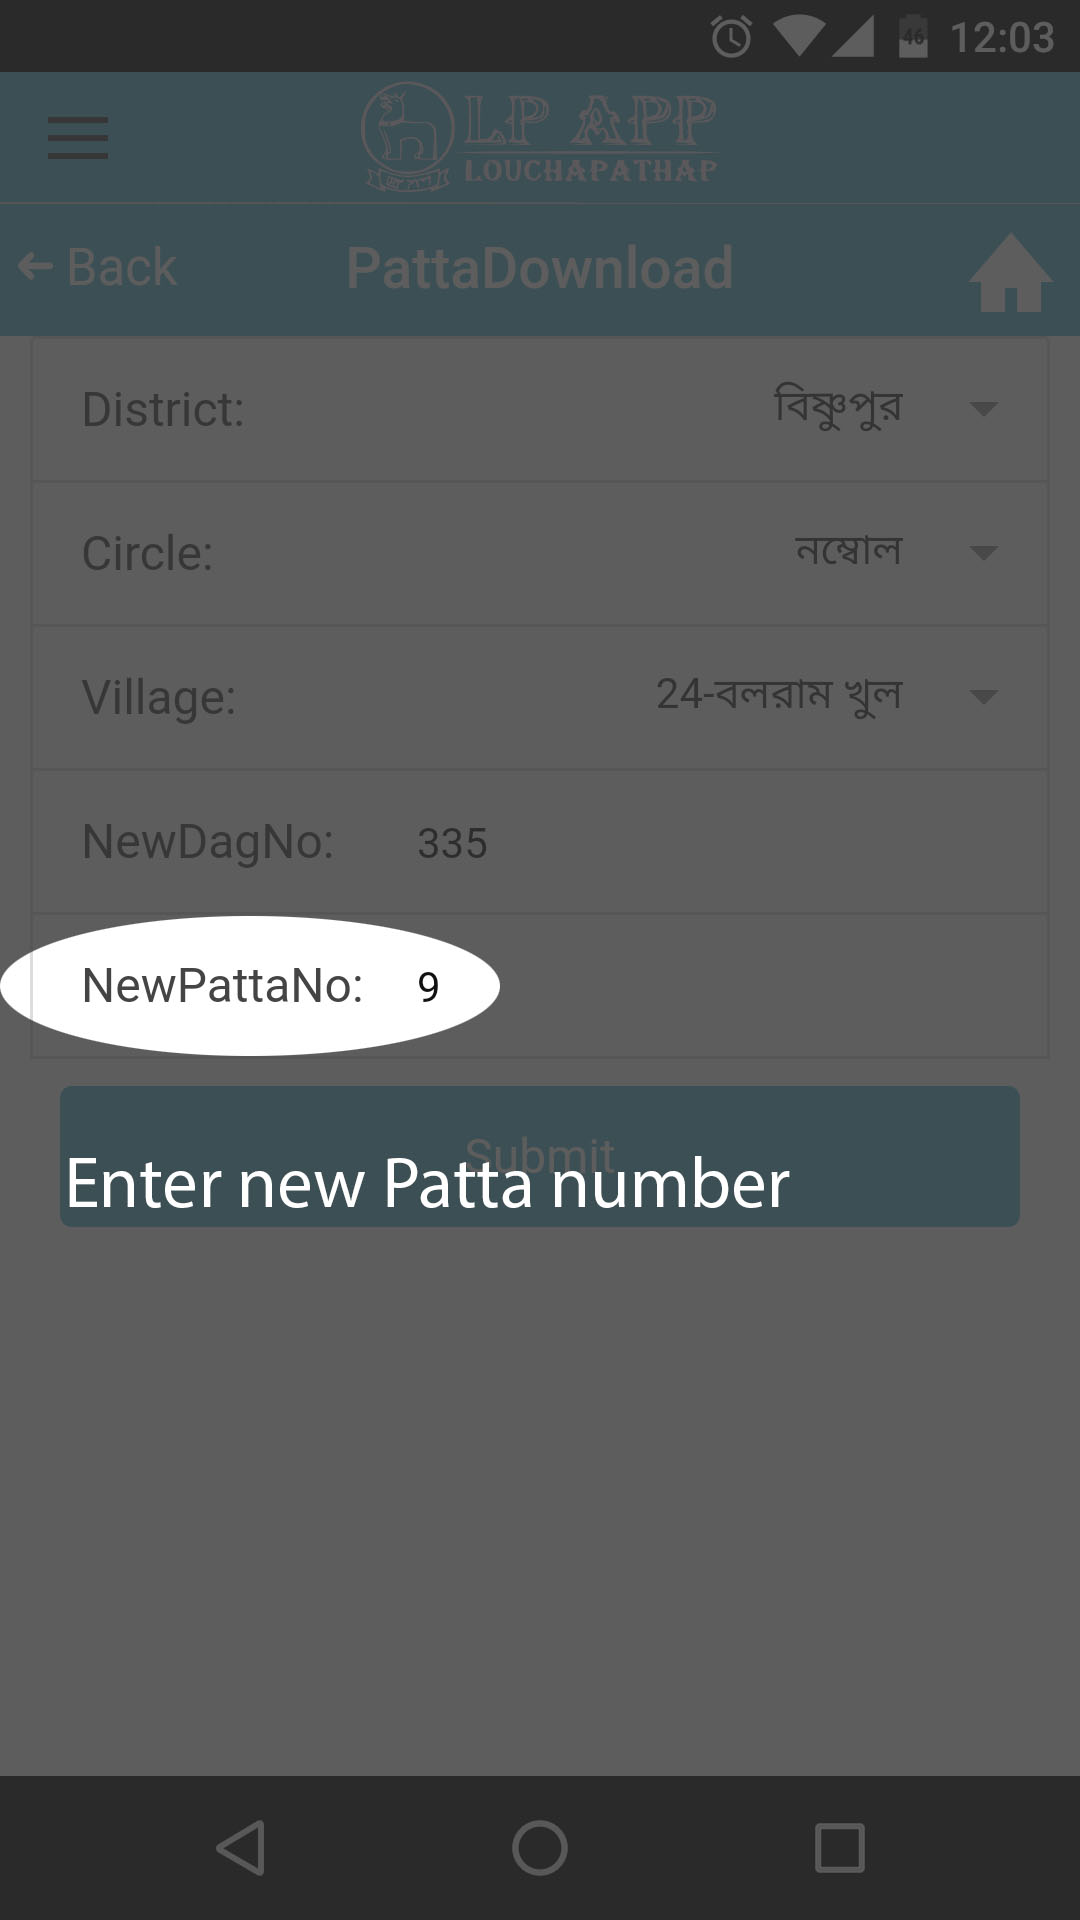 46 12:03
LP APP
LOUCHAPATHAP
Back PattaDownload
District: বিষ্ণুপুর
Circle: নম্বোল
Village: 24-বলরাম খুল
NewDagNo: 335
NewPattaNo: 9
Submit
Enter new Patta number